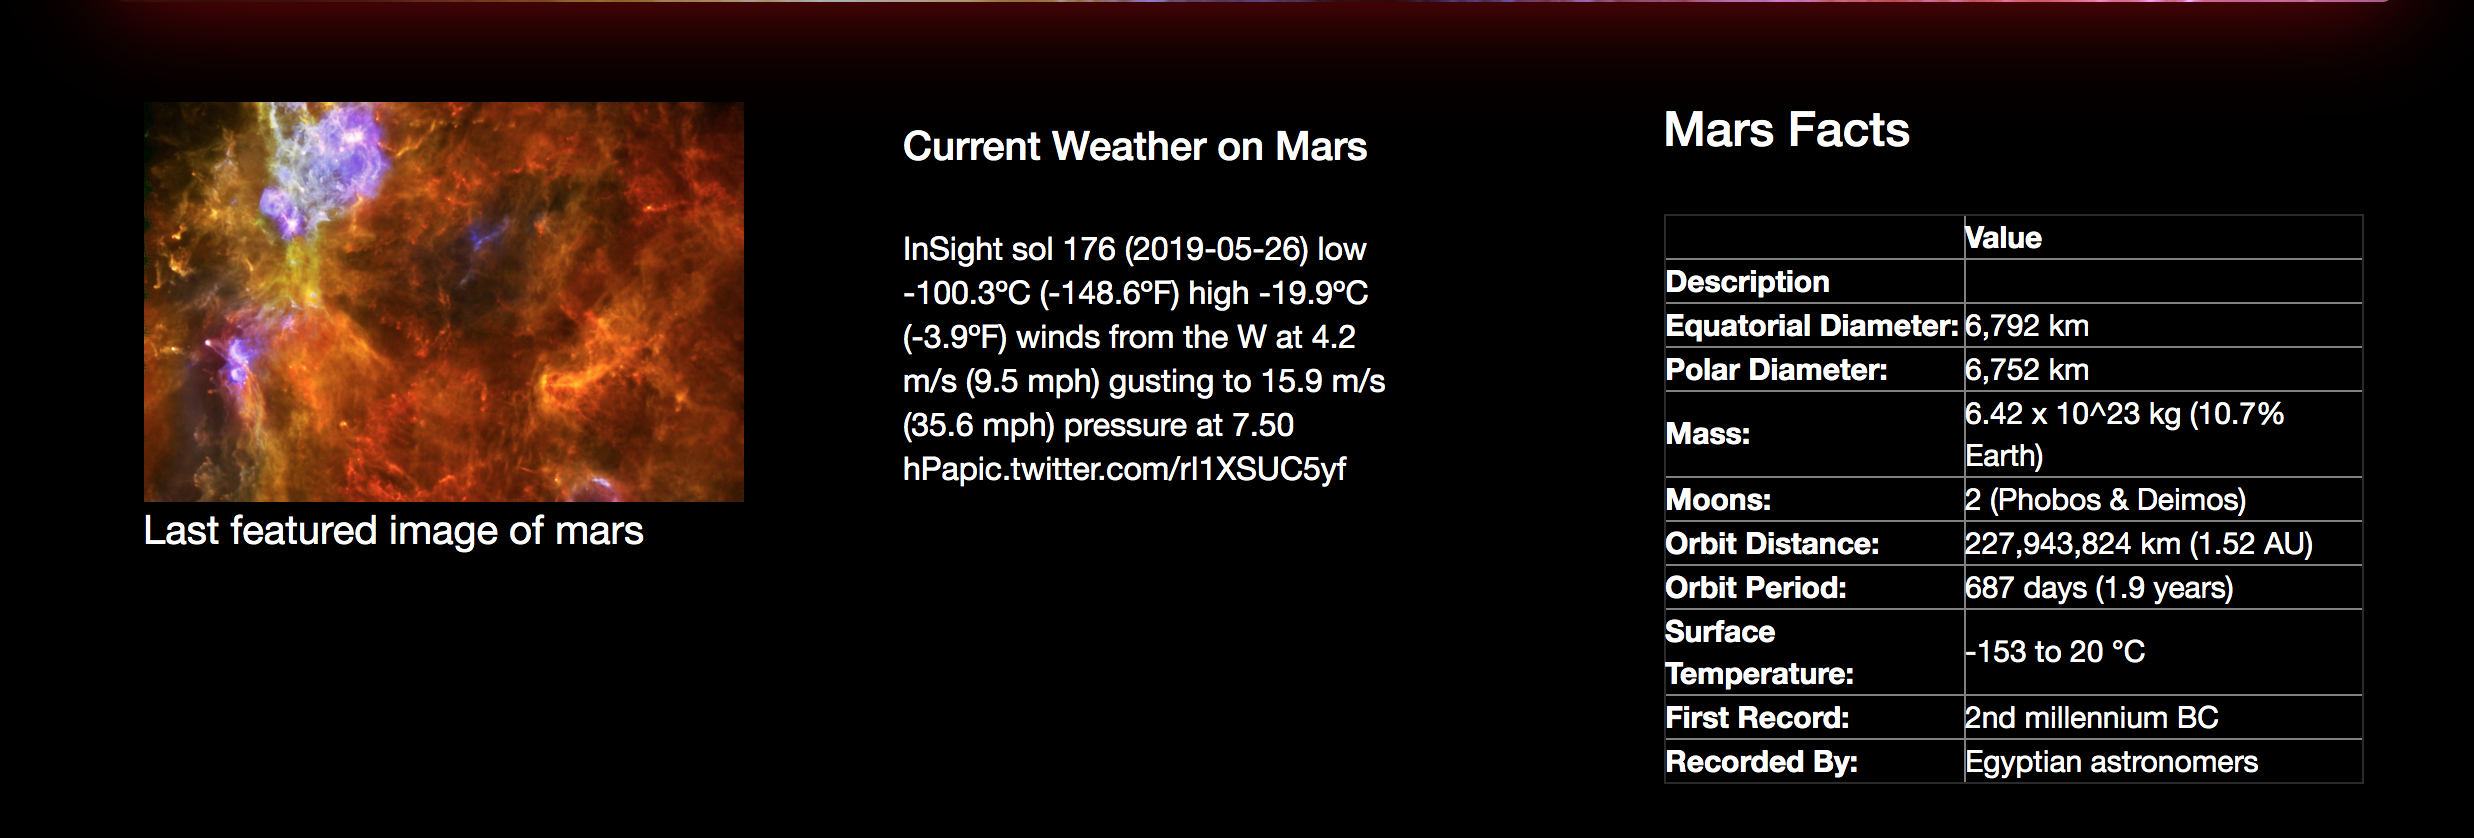 Last featured image of mars
Current Weather on Mars
InSight sol 176 (2019-05-26) low
-100.3ºC (-148.6ºF) high -19.9ºC
(-3.9ºF) winds from the W at 4.2
m/s (9.5 mph) gusting to 15.9 m/s
(35.6 mph) pressure at 7.50
hPapic.twitter.com/rI1XSUC5yf
Mars Facts
Value
Description
Equatorial Diameter: 6,792 km
Polar Diameter: 6,752 km
Mass: 6.42 x 10^23 kg (10.7%
Earth)
Moons: 2 (Phobos & Deimos)
Orbit Distance: 227,943,824 km (1.52 AU)
Orbit Period: 687 days (1.9 years)
Surface
Temperature: -153 to 20 °C
First Record: 2nd millennium BC
Recorded By: Egyptian astronomers